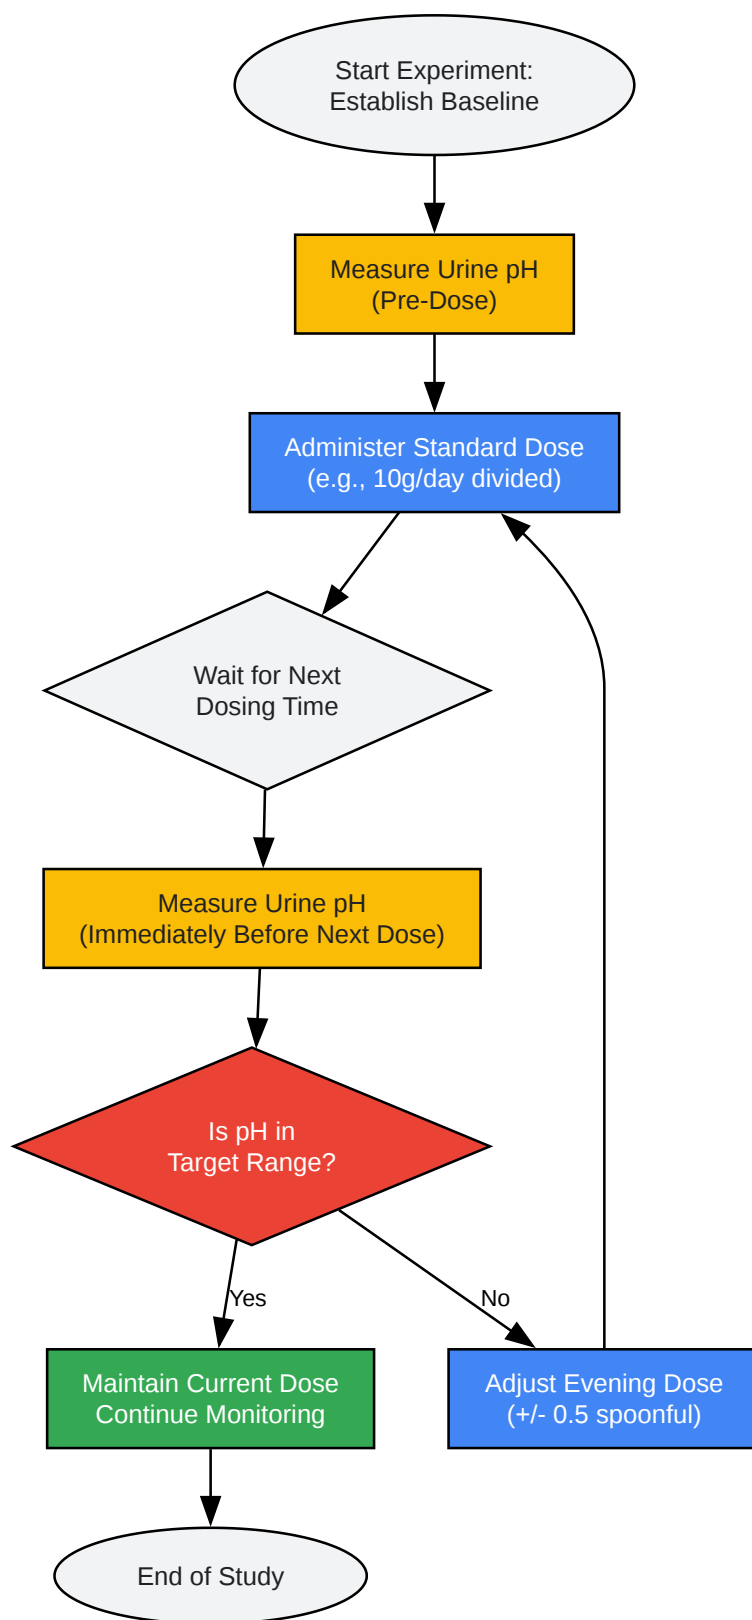 Start Experiment:
Establish Baseline
Measure Urine pH
(Pre-Dose)
Administer Standard Dose
(e.g., 10g/day divided)
Wait for Next
Dosing Time
Measure Urine pH
(Immediately Before Next Dose)
Is pH in
Target Range?
Yes
No
Maintain Current Dose
Continue Monitoring
Adjust Evening Dose
(+/- 0.5 spoonful)
End of Study